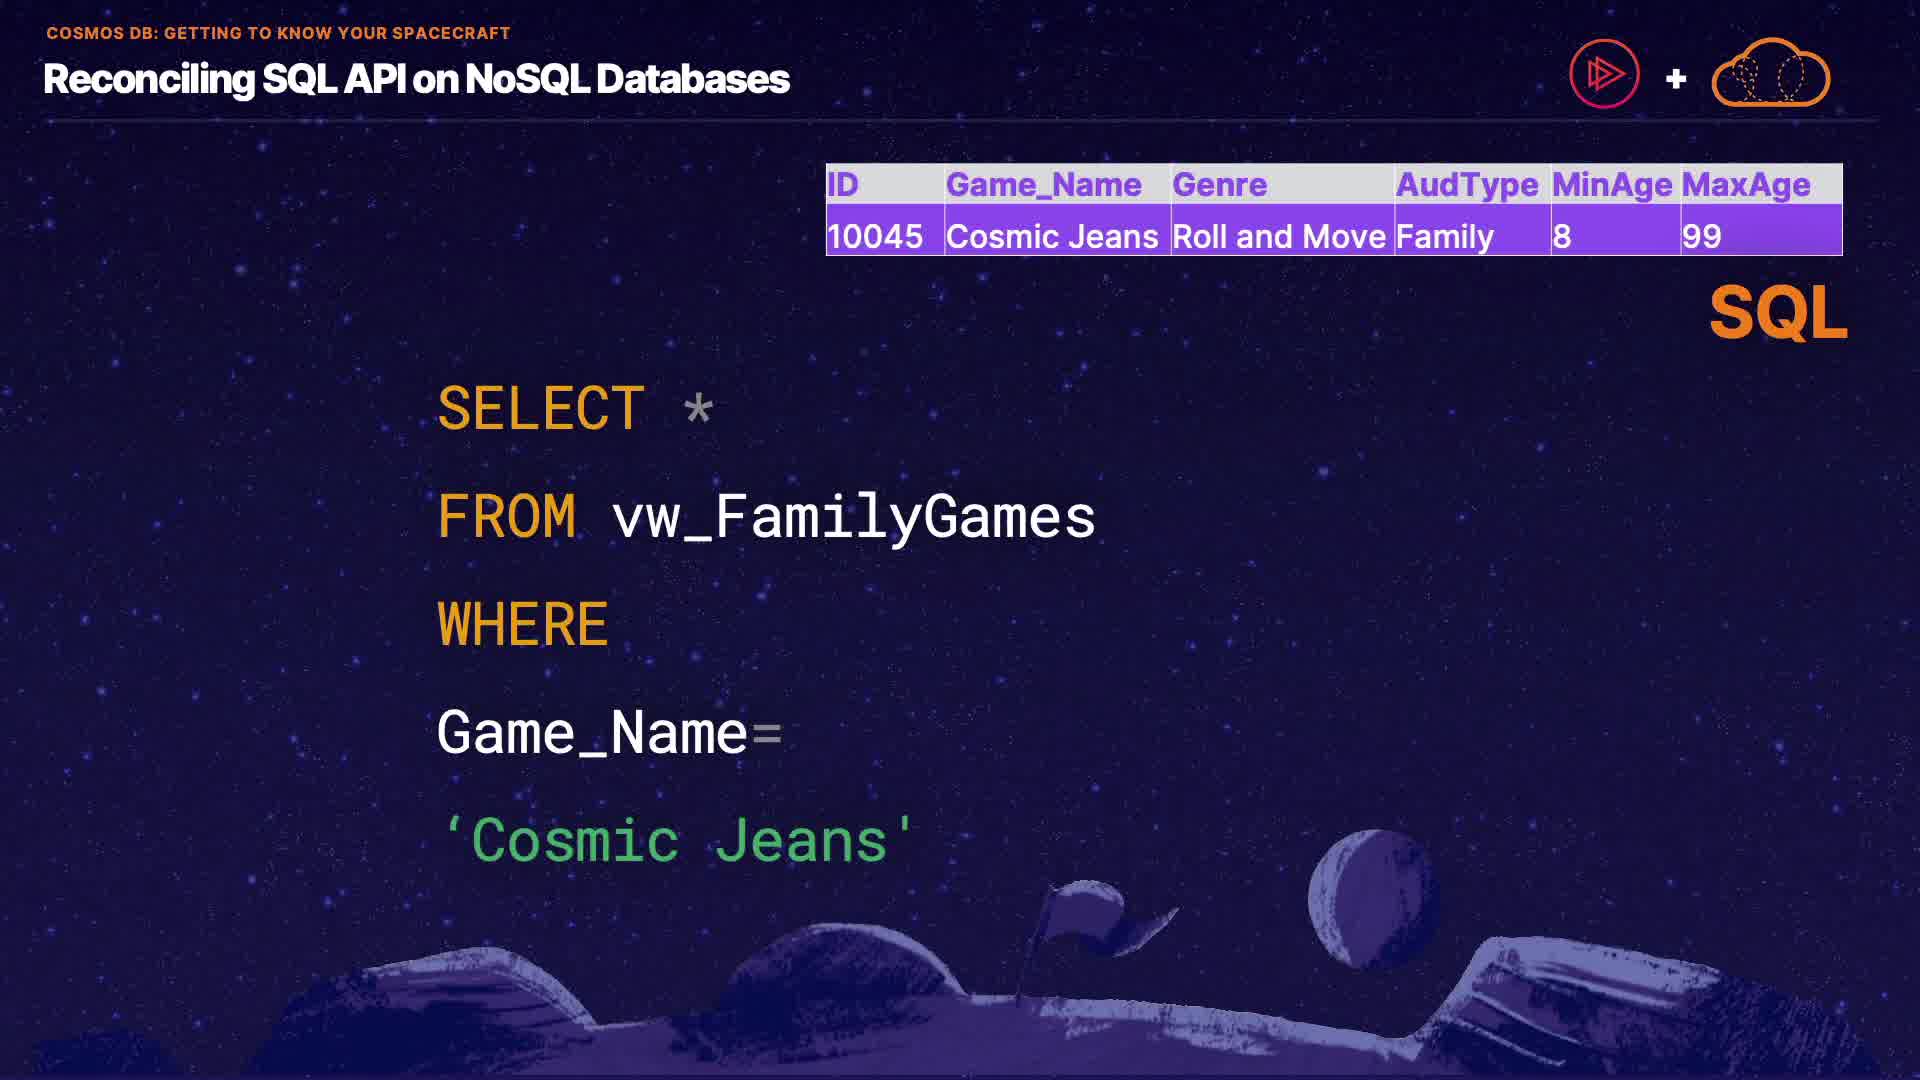 COSMOS DB: GETTING TO KNOW YOUR SPACECRAFT
Reconciling SQL API on NoSQL Databases
+
ID Game_Name Genre AudType MinAge MaxAge
10045 Cosmic Jeans Roll and Move Family 8 99
SQL
SELECT *
FROM vw_FamilyGames
WHERE
Game_Name=
‘Cosmic Jeans'